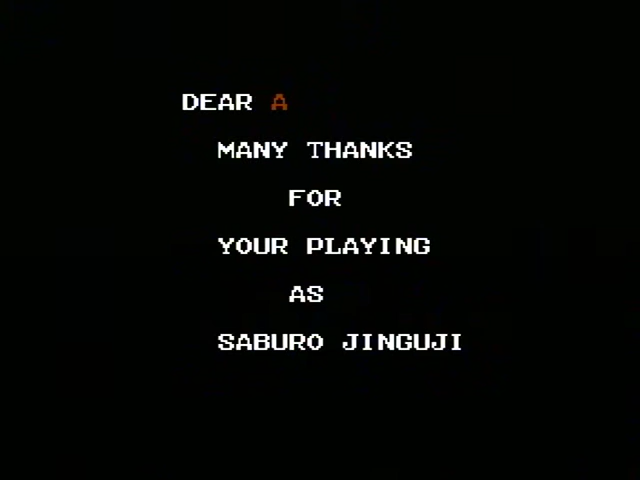 DEAR A
MANY THANKS
FOR
YOUR PLAYING
AS
SABURO JINGUJI